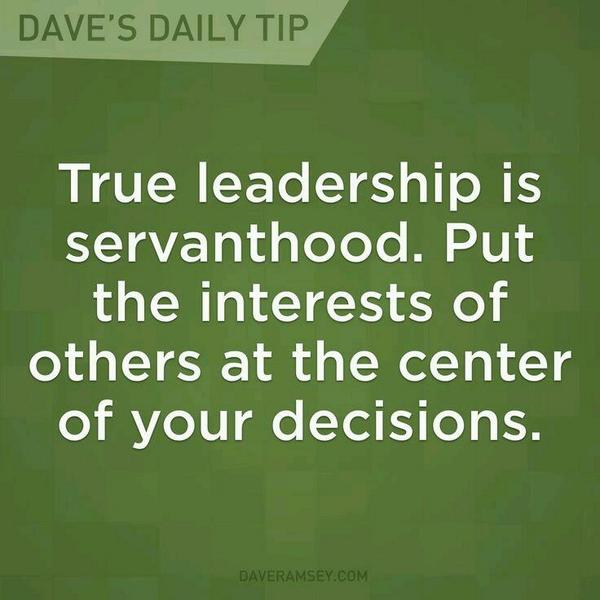 DAVE'S DAILY TIP
True leadership is
servanthood. Put
the interests of
others at the center
of your decisions.
DAVERAMSEY.COM